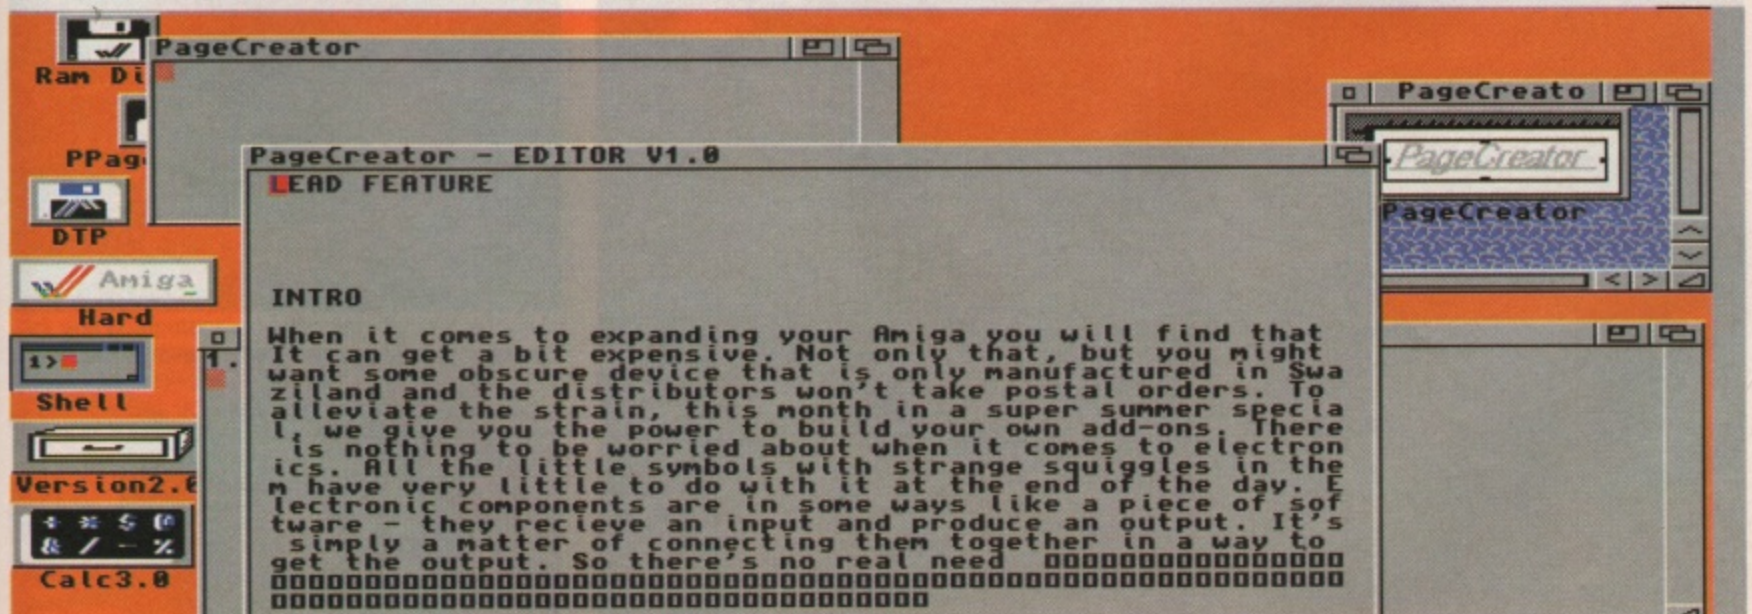 Ram Di
PageCreator
PPag
DTP
Amiga
Hard
1>
Shell
Version2.0
+ * $ @
& / - %
Calc3.0
PageCreato
PageCreator
PageCreator
1.
PageCreator - EDITOR V1.0
LEAD FEATURE
INTRO
When it comes to expanding your Amiga you will find that
It can get a bit expensive. Not only that, but you might
want some obscure device that is only manufactured in Swa
ziland and the distributors won't take postal orders. To
alleviate the strain, this month in a super summer specia
l, we give you the power to build your own add-ons. There
is nothing to be worried about when it comes to electron
ics. All the little symbols with strange squiggles in the
m have very little to do with it at the end of the day. E
lectronic components are in some ways like a piece of sof
tware - they recieve an input and produce an output. It's
simply a matter of connecting them together in a way to
get the output. So there's no real need